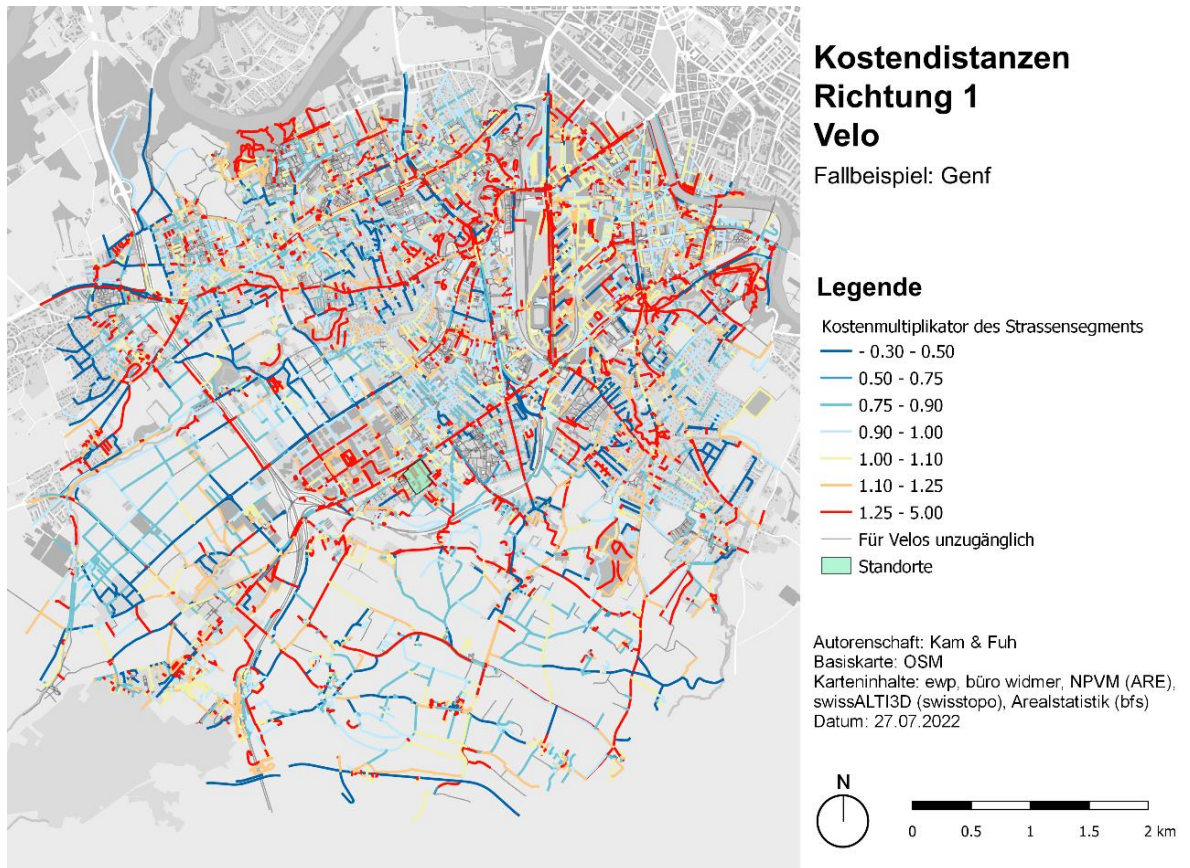 Kostendistanzen
Richtung 1
Velo
Fallbeispiel: Genf
Legende
Kostenmultiplikator des Strassensegments
- 0.30 - 0.50
0.50 - 0.75
0.75 - 0.90
0.90 - 1.00
1.00 - 1.10
1.10 - 1.25
1.25 - 5.00
Für Velos unzugänglich
Standorte
Autorenschaft: Kam & Fuh
Basiskarte: OSM
Karteninhalte: ewp, büro widmer, NPVM (ARE),
swissALTI3D (swisstopo), Arealstatistik (bfs)
Datum: 27.07.2022
N
0 0.5 1 1.5 2 km